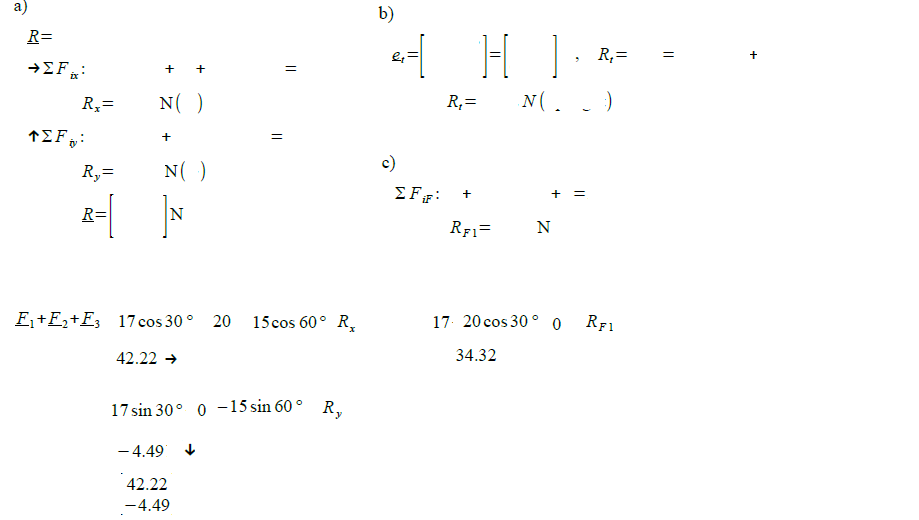 a)
R=
→ΣF_ix: + + =
R_x= N( )
↑ΣF_iy: + =
R_y= N( )
R=[ ]N
b)
e_t=[ ]=[ ] , R_t= = +
R_t= N( )
c)
ΣF_iF: + + =
R_F1= N
F_1+F_2+F_3 17cos30° 20 15cos60° R_x
42.22 →
17sin30° 0 −15sin60° R_y
−4.49 ↓
42.22
−4.49
17 20cos30° 0 R_F1
34.32